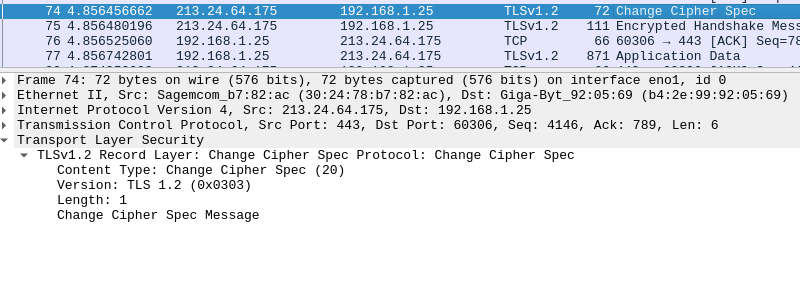 74 4.856456662 213.24.64.175 192.168.1.25 TLSv1.2 72 Change Cipher Spec
75 4.856480196 213.24.64.175 192.168.1.25 TLSv1.2 111 Encrypted Handshake Mess
76 4.856525060 192.168.1.25 213.24.64.175 TCP 66 60306 → 443 [ACK] Seq=78
77 4.856742801 192.168.1.25 213.24.64.175 TLSv1.2 871 Application Data
Frame 74: 72 bytes on wire (576 bits), 72 bytes captured (576 bits) on interface eno1, id 0
Ethernet II, Src: Sagemcom_b7:82:ac (30:24:78:b7:82:ac), Dst: Giga-Byt_92:05:69 (b4:2e:99:92:05:69)
Internet Protocol Version 4, Src: 213.24.64.175, Dst: 192.168.1.25
Transmission Control Protocol, Src Port: 443, Dst Port: 60306, Seq: 4146, Ack: 789, Len: 6
Transport Layer Security
TLSv1.2 Record Layer: Change Cipher Spec Protocol: Change Cipher Spec
Content Type: Change Cipher Spec (20)
Version: TLS 1.2 (0x0303)
Length: 1
Change Cipher Spec Message